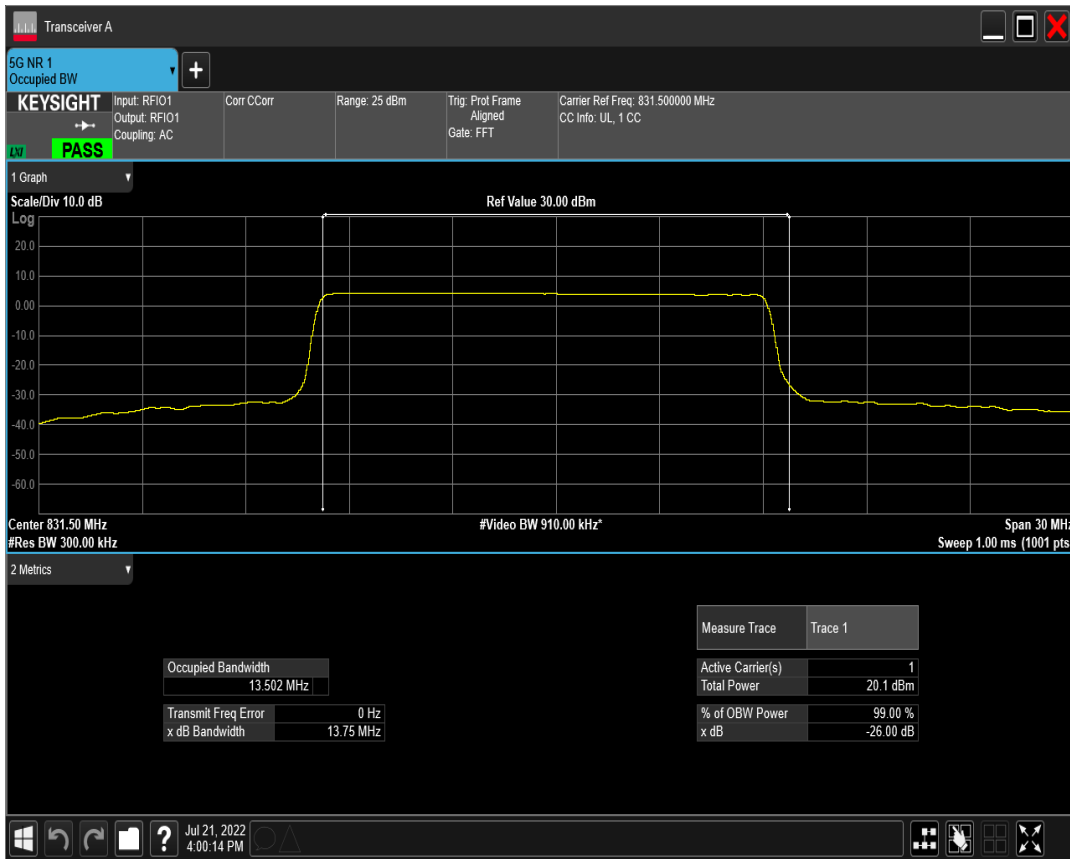 Transceiver A
5G NR 1
Occupied BW
+
KEYSIGHT
LXI
PASS
Input: RFIO1
Output: RFIO1
Coupling: AC
Corr CCorr
Range: 25 dBm
Trig: Prot Frame
Aligned
Gate: FFT
Carrier Ref Freq: 831.500000 MHz
CC Info: UL, 1 CC
1 Graph
Scale/Div 10.0 dB
Ref Value 30.00 dBm
Log
20.0
10.0
0.00
-10.0
-20.0
-30.0
-40.0
-50.0
-60.0
Center 831.50 MHz
#Video BW 910.00 kHz*
Span 30 MHz
#Res BW 300.00 kHz
Sweep 1.00 ms (1001 pts
2 Metrics
Measure Trace Trace 1
Occupied Bandwidth
13.502 MHz
Active Carrier(s) 1
Total Power 20.1 dBm
Transmit Freq Error 0 Hz
x dB Bandwidth 13.75 MHz
% of OBW Power 99.00 %
x dB -26.00 dB
?
Jul 21, 2022
4:00:14 PM